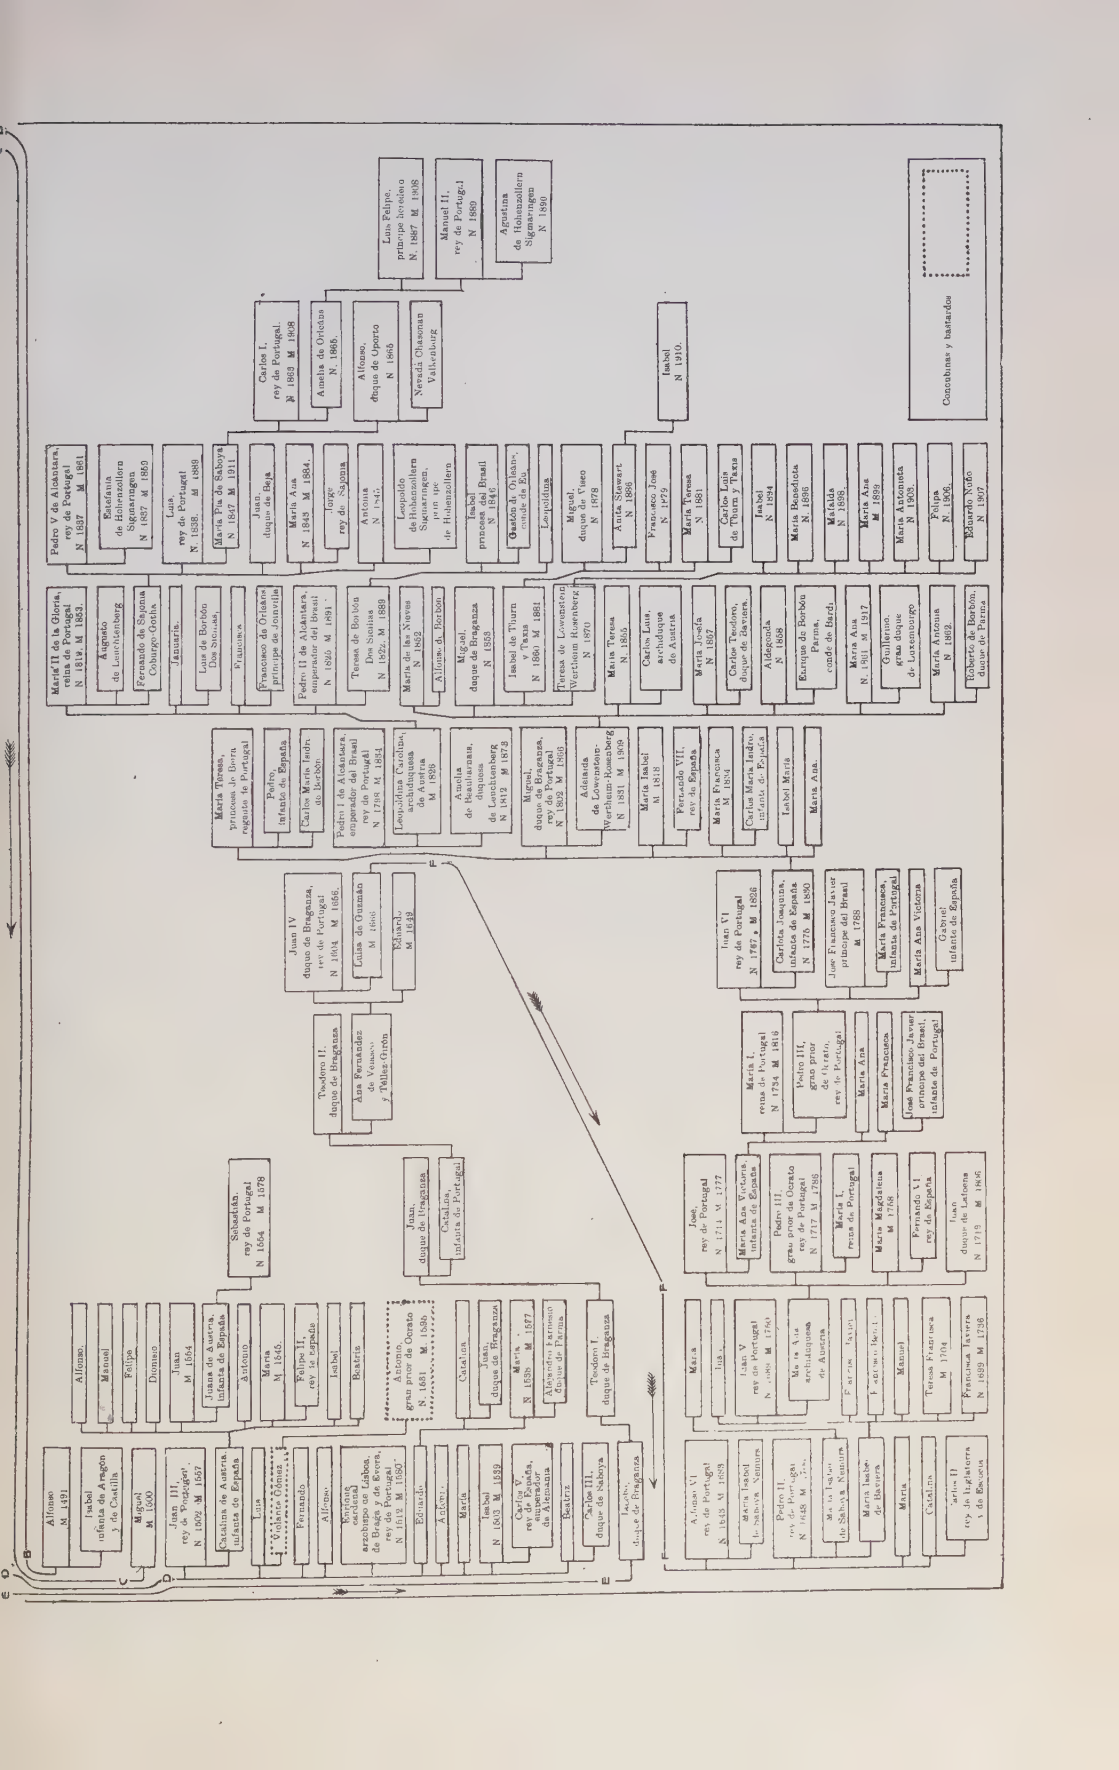 Alfonso
M 1491
Isabel
infanta de Aragón
y de Castilla
Miguel
M 1500
Juan III,
rey de Portugal.
N. 1502 M 1557
Catalina de Austria,
infanta de España
Luis
Violante Gómez
Fernando
Alfonso
Enrique
cardenal
arzobispo de Lisboa,
de Braga y de Évora,
rey de Portugal
N 1512 M 1580
Eduardo
Antonio
María
Isabel
N 1503 M 1539
Carlos V,
rey de España,
emperador
de Alemania
Beatriz
Carlos III,
duque de Saboya
duque de Braganza
Alfonso VI
rey de Portugal
N 1643 M 1683
María Isabel
de Saboya Nemurs
Pedro II,
rey de Portugal
N 1648 M
de Saboya Nemurs
María Isabel
de Baviera
María
Catalina
Carlos II
rey de Inglaterra
y de Escocia
Alfonso.
Manuel
Felipe
Dionisio
Juan
M 1554
Juana de Austria,
infanta de España
Antonio
María
M 1545
Felipe II,
rey de España
Isabel
Beatriz
Antonio,
gran prior de Ocrato
N. 1531 M 1595
Catalina
Juan,
duque de Braganza
María
N 1538 M 1577
Alejandro Farnesio
duque de Parma
Teodoro I.
duque de Braganza
María
Juan V
rey de Portugal
N 1689 M 1750
María Ana
archiduquesa
de Austria
Manuel
Teresa Francisca
M 1704
Francisca Javiera
N 1699 M 1736
Sebastián.
rey de Portugal
N 1554 M 1578
Juan,
duque de Braganza
Catalina,
infanta de Portugal
José,
rey de Portugal
N 1714 M 1777
María Ana Victoria,
infanta de España
Pedro III,
gran prior de Ocrato
rey de Portugal
N 1717 M 1786
María I,
reina de Portugal
María Magdalena
M 1758
Fernando VI
rey de España
Juan
duque de Lafoens
N 1719 M 1806
Teodoro II.
duque de Braganza
Ana Fernández
de Velasco
y Téllez-Girón
María I,
reina de Portugal
N 1734 M 1816
Pedro III,
gran prior
de Ocrato,
rey de Portugal
María Ana
María Francisca
José Francisco Javier
príncipe del Brasil,
infante de Portugal
Juan IV
duque de Braganza,
rey de Portugal
N 1604 M 1656.
Luisa de Guzmán
M 1666
Eduardo
M 1649
Juan VI
rey de Portugal
N 1767 M 1826
Carlota Joaquina,
infanta de España
N 1775 M 1830
José Francisco Javier
príncipe del Brasil
M 1788
María Francisca,
infanta de Portugal
María Ana Victoria
Gabriel
infante de España
María Teresa,
princesa de Beira
regente de Portugal
Pedro,
infante de España
Carlos María Isidro
de Borbón
Pedro I de Alcántara,
emperador del Brasil
rey de Portugal
N 1798 M 1834
Leopoldina Carolina,
archiduquesa
de Austria
M 1826
Amelia
de Beauharnais,
duquesa
de Leuchtenberg
N 1812 M 1873
Miguel,
duque de Braganza,
rey de Portugal
N 1802 M 1866
Adelaida
de Löwenstein-
Wertheim-Rosenberg
N 1831 M 1909
María Isabel
M 1818
Fernando VII,
rey de España
María Francisca
M 1834
Carlos María Isidro,
infante de España
Isabel María
María Ana.
María II de la Gloria,
reina de Portugal
N 1819. M 1853.
Augusto
de Leuchtenberg
Fernando de Sajonia
Coburgo-Gotha
Januaria.
Luis de Borbón
Dos Sicilias,
Francisca
Francisco de Orleáns
príncipe de Joinville
Pedro II de Alcántara,
emperador del Brasil
N 1825 M 1891
Teresa de Borbón
Dos Sicilias
N 1822. M 1889
María de las Nieves
N 1852
Alfonso de Borbón
Miguel,
duque de Braganza
N 1853
Isabel de Thurn
y Taxis
N 1860 M 1881.
Teresa de Löwenstein
Wertheim Rosenberg
N 1870
María Teresa
N. 1855
Carlos Luis,
archiduque
de Austria
María Josefa
N 1857
Carlos Teodoro,
duque de Baviera.
Aldegonda
N 1858
Enrique de Borbón
Parma,
conde de Bardi
María Ana
N. 1861 M 1917
Guillermo,
gran duque
de Luxemburgo
María Antonia
N 1862.
Roberto de Borbón,
duque de Parma
Pedro V de Alcántara,
rey de Portugal
N 1837 M 1861
Estefanía
de Hohenzollern
Sigmaringen
N 1837 M 1859
Luis,
rey de Portugal
N. 1838. M 1889
María Pía de Saboya
N 1847 M 1911
Juan,
duque de Beja
María Ana
N 1843 M 1884.
Jorge
rey de Sajonia
Antonia
N 1845.
Leopoldo
de Hohenzollern
Sigmaringen,
príncipe
de Hohenzollern
Isabel
princesa del Brasil
N 1846
Gastón de Orleáns,
conde de Eu
Leopoldina
Miguel,
duque de Viseo
N 1878
Anita Stewart
N 1886
Francisco José
N 1879
María Teresa
N 1881
Carlos Luis
de Thurn y Taxis
Isabel
N 1894
María Benedicta
N. 1896
Mafalda
N 1898.
María Ana
N 1899
María Antonieta
N 1903.
Felipa
N 1906.
Eduardo Nuño
N 1907
Carlos I,
rey de Portugal.
N 1863 M 1908
Amelia de Orleáns
N. 1865.
Alfonso,
duque de Oporto
N 1865
Nevada Chasonan
Valkenburg
Isabel
N 1910.
Luis Felipe,
príncipe heredero
N. 1887 M 1908
Manuel II,
rey de Portugal
N 1889
Agustina
de Hohenzollern
Sigmaringen
N 1890
Concubinas y bastardos
B
C
D
E
E
F
F
F